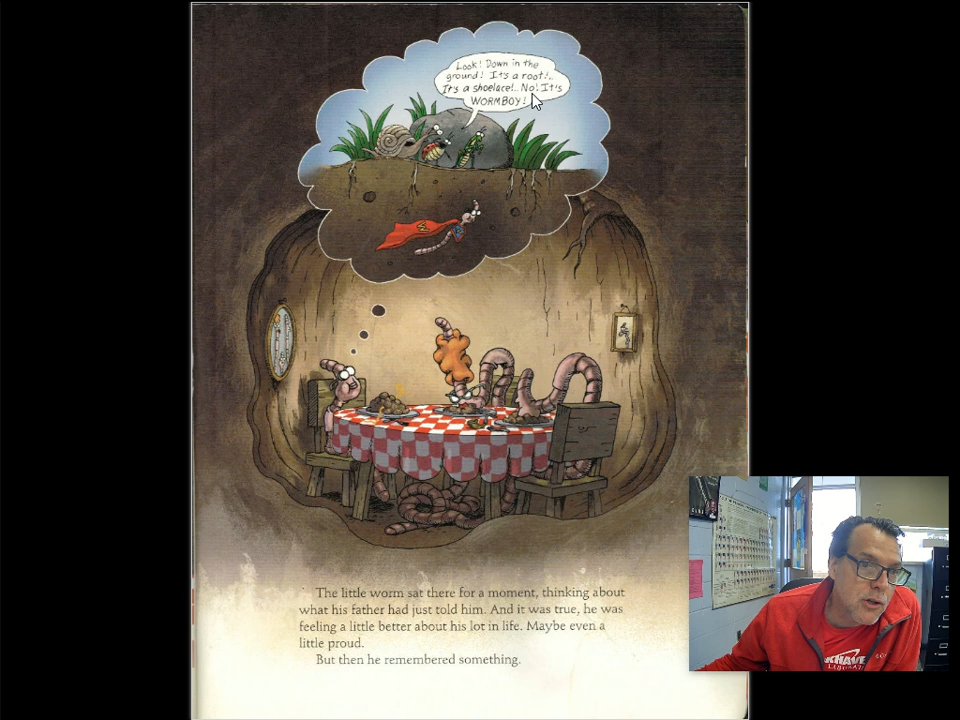 Look! Down in the
ground! It's a root!..
It's a shoelace!.. No! It's
WORMBOY!
W
The little worm sat there for a moment, thinking about
what his father had just told him. And it was true, he was
feeling a little better about his lot in life. Maybe even a
little proud.
But then he remembered something.